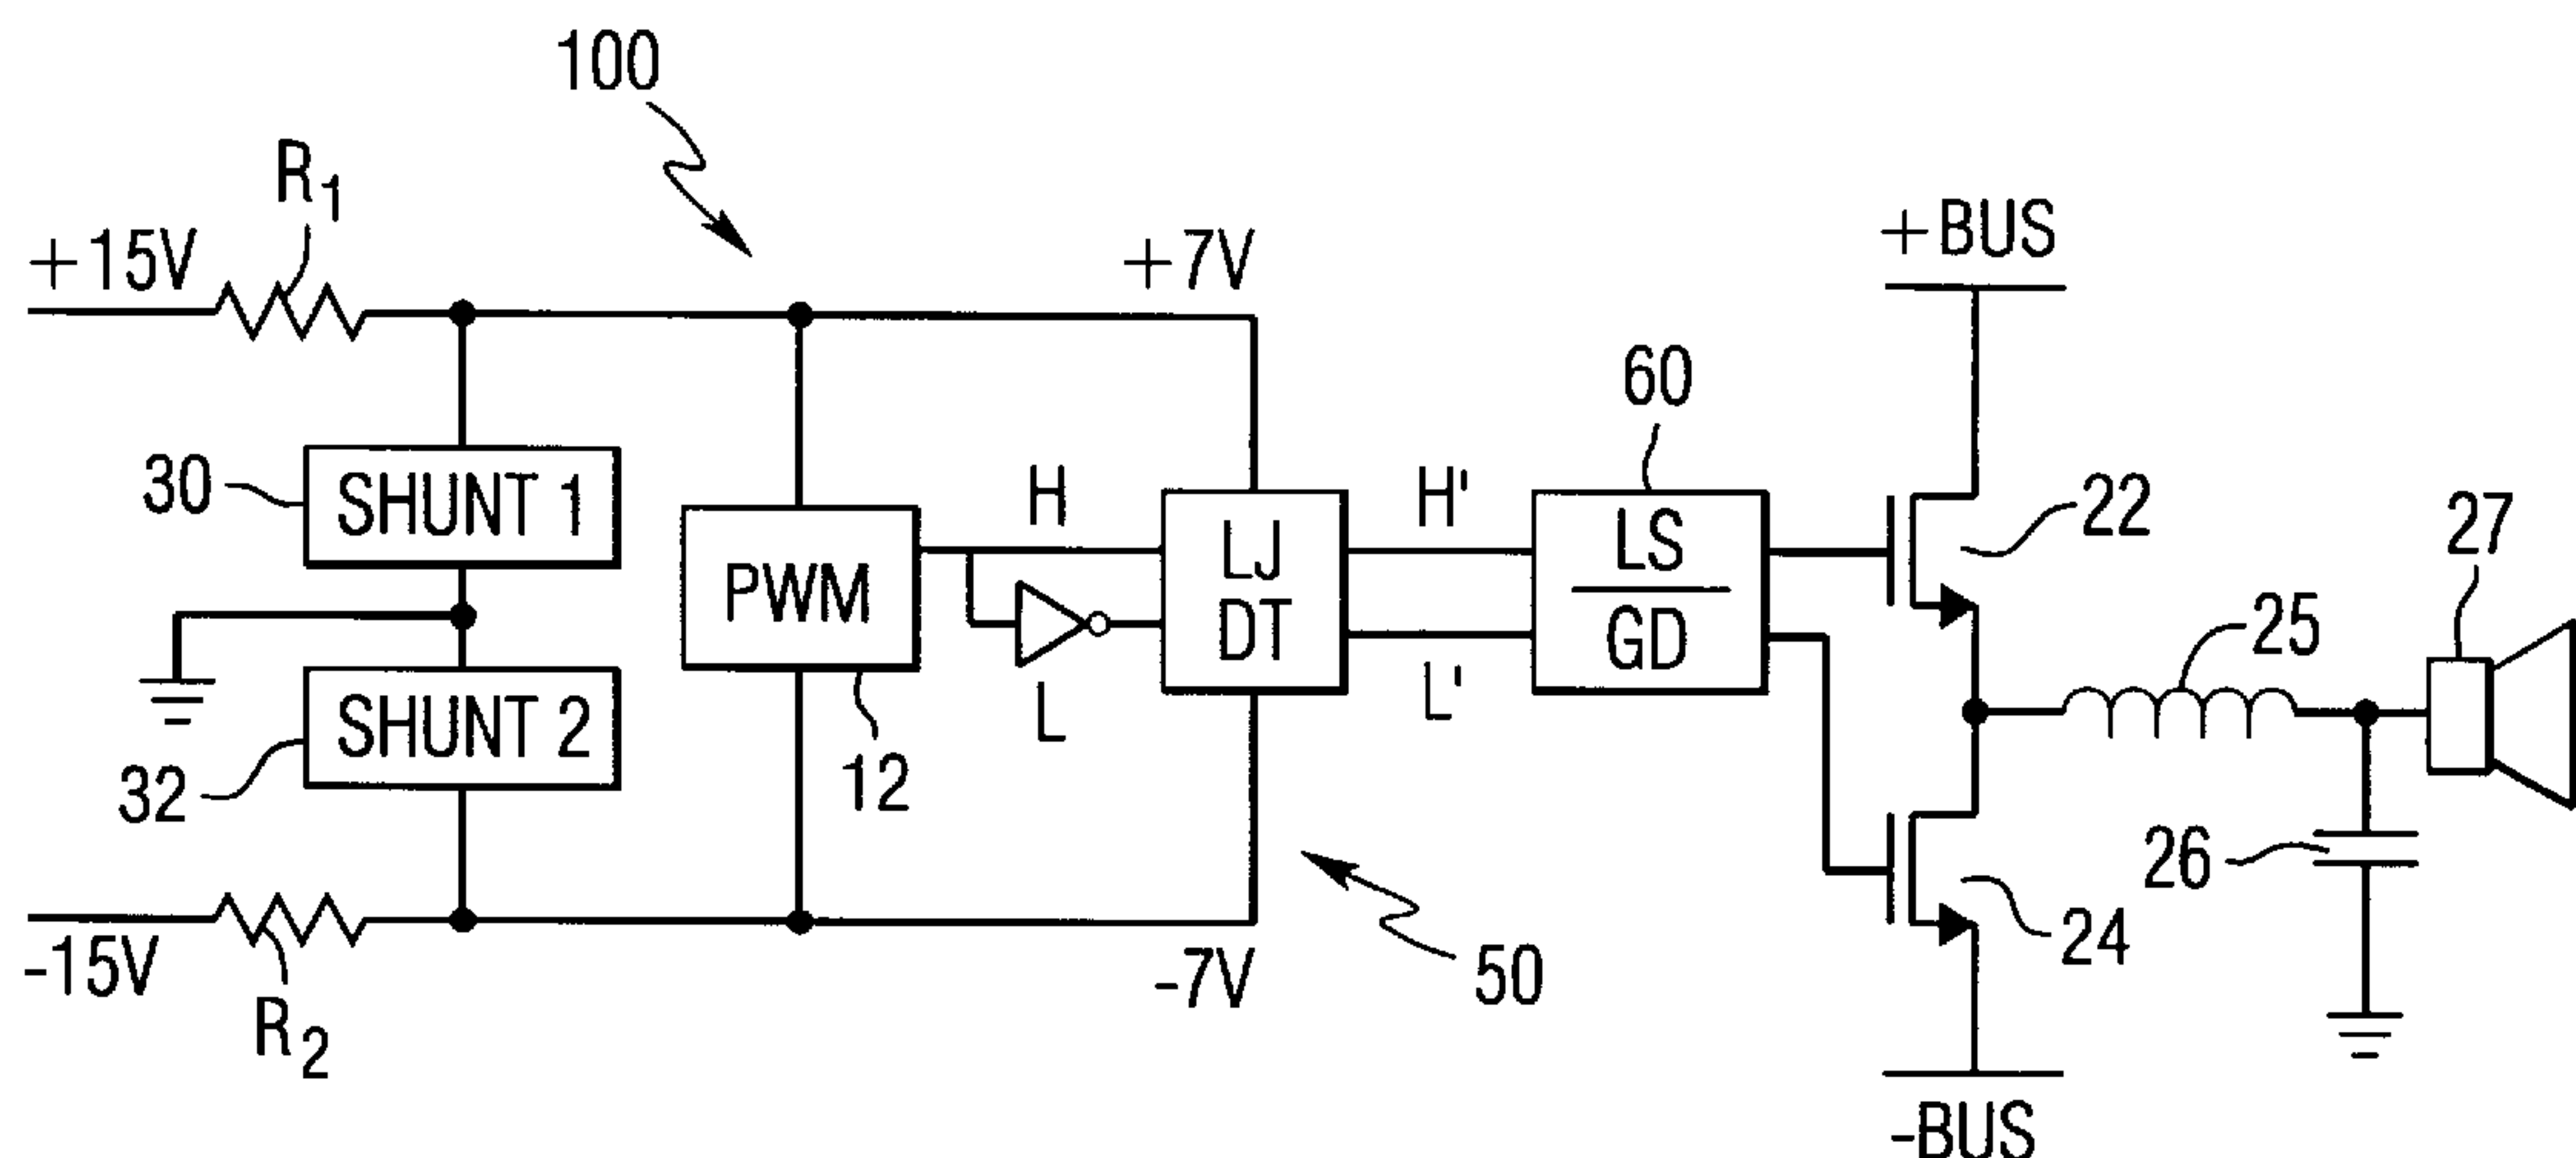 100
R1
+15V
+7V
+BUS
60
30
SHUNT 1
H
LJ
DT
H'
LS
GD
22
27
PWM
25
SHUNT 2
L
L'
32
12
26
24
-15V
-7V
50
R2
-BUS